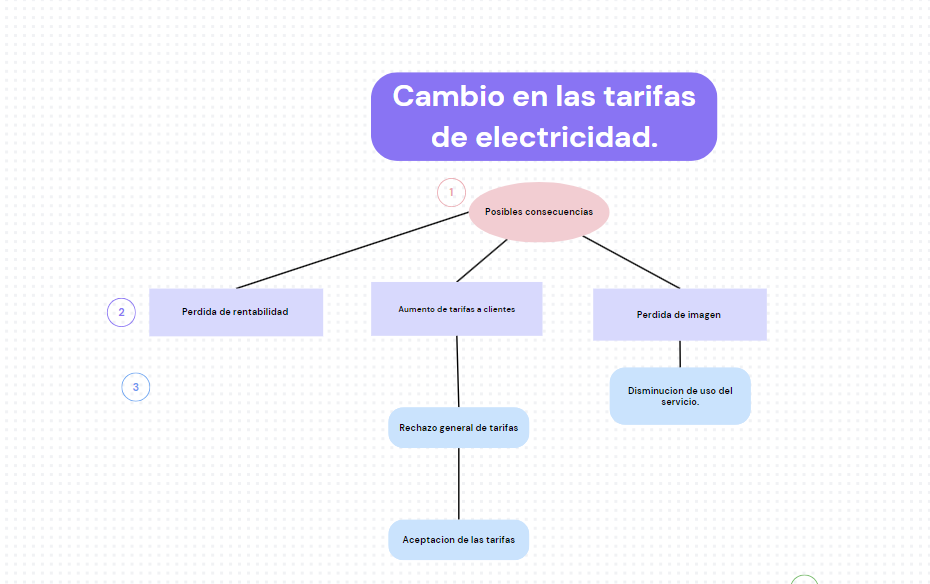 Cambio en las tarifas
de electricidad.
1
Posibles consecuencias
2
Perdida de rentabilidad
Aumento de tarifas a clientes
Perdida de imagen
3
Disminucion de uso del
servicio.
Rechazo general de tarifas
Aceptacion de las tarifas